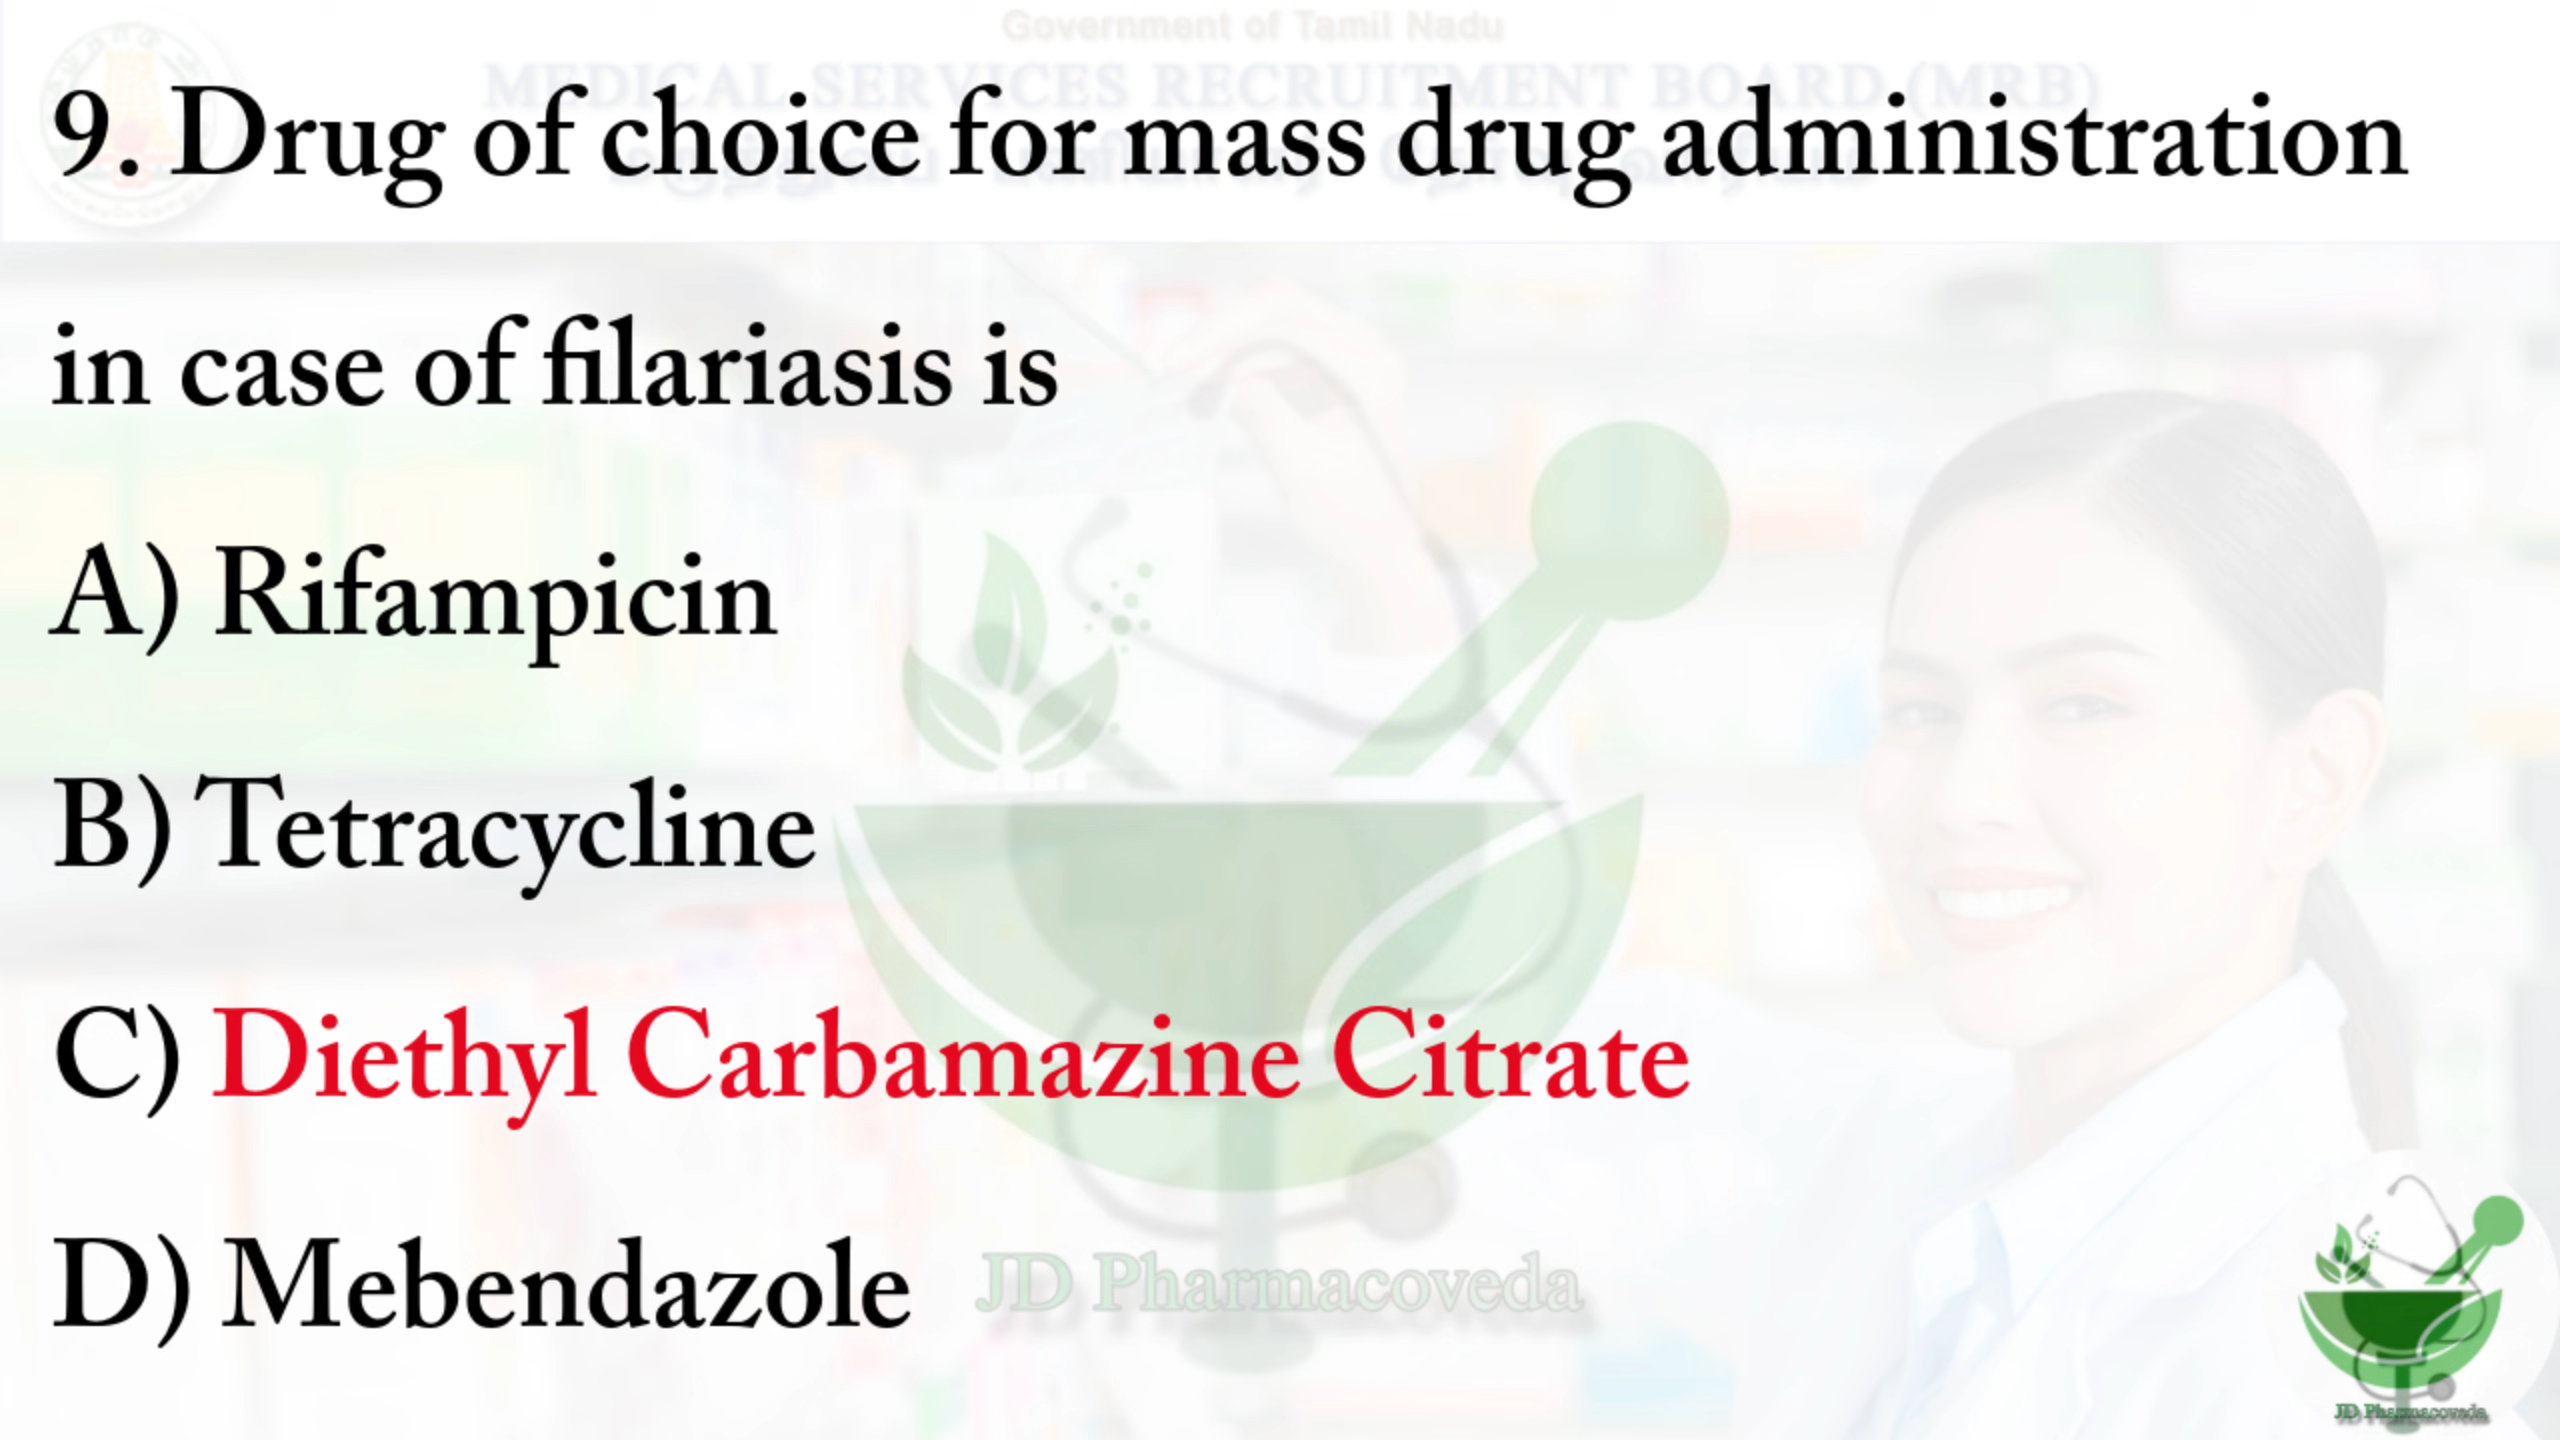 Government of Tamil Nadu
MEDICAL SERVICES RECRUITMENT BOARD (MRB)
9. Drug of choice for mass drug administration
in case of filariasis is
A) Rifampicin
B) Tetracycline
C) Diethyl Carbamazine Citrate
D) Mebendazole
JD Pharmacoveda
JD Pharmacoveda